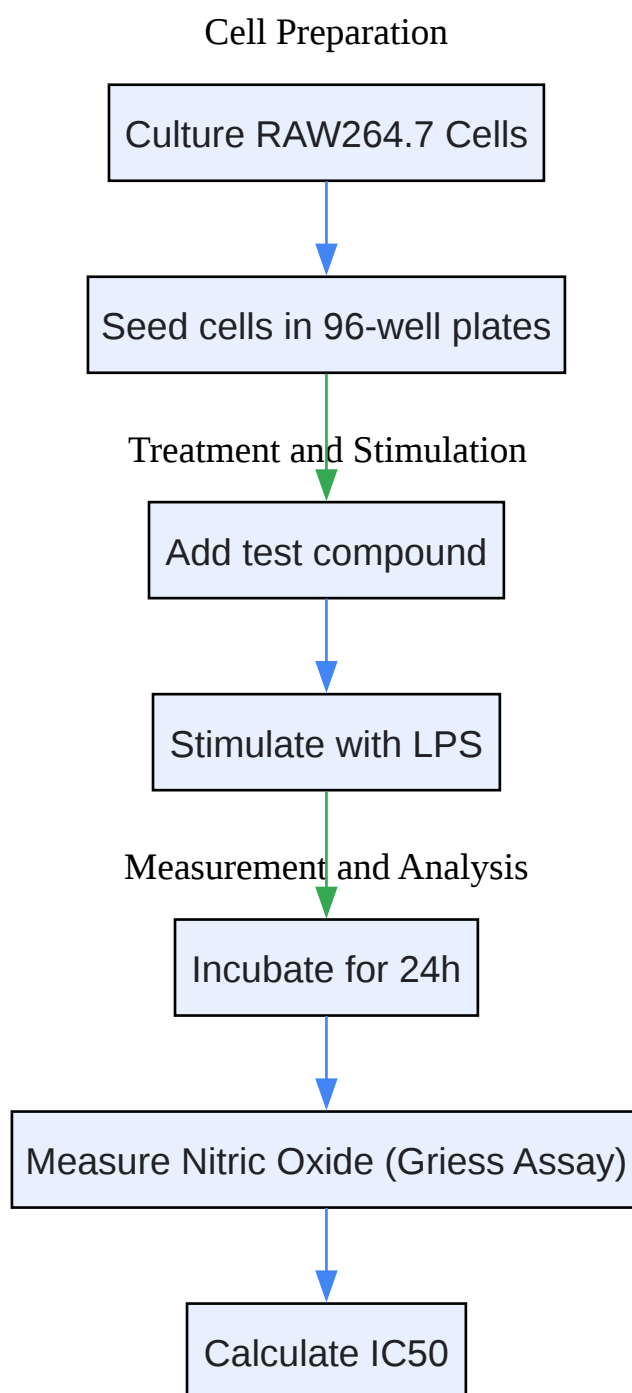 Cell Preparation
Culture RAW264.7 Cells
Seed cells in 96-well plates
Treatment and Stimulation
Add test compound
Stimulate with LPS
Measurement and Analysis
Incubate for 24h
Measure Nitric Oxide (Griess Assay)
Calculate IC50